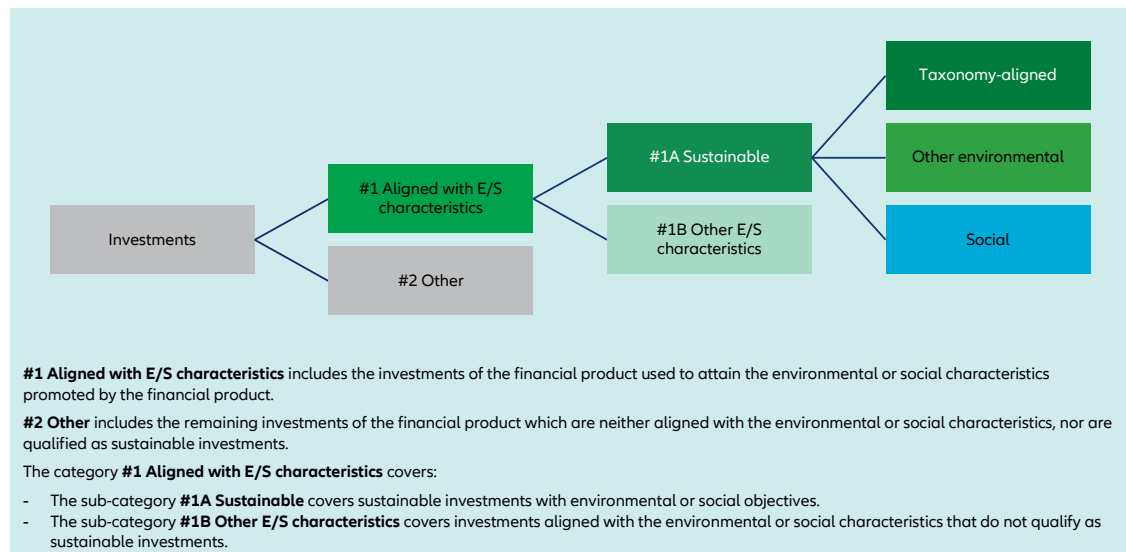 Taxonomy-aligned
#1A Sustainable
Other environmental
#1 Aligned with E/S
characteristics
Investments
#1B Other E/S
characteristics
Social
#2 Other
#1 Aligned with E/S characteristics includes the investments of the financial product used to attain the environmental or social characteristics
promoted by the financial product.
#2 Other includes the remaining investments of the financial product which are neither aligned with the environmental or social characteristics, nor are
qualified as sustainable investments.
The category #1 Aligned with E/S characteristics covers:
- The sub-category #1A Sustainable covers sustainable investments with environmental or social objectives.
- The sub-category #1B Other E/S characteristics covers investments aligned with the environmental or social characteristics that do not qualify as
sustainable investments.